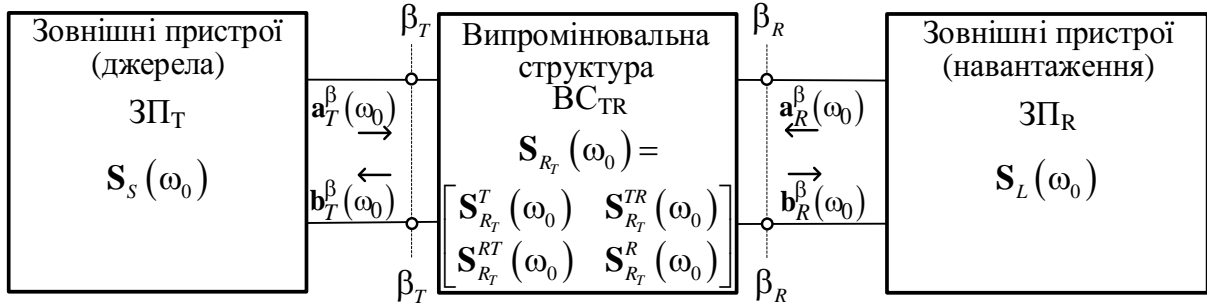 Зовнішні пристрої
(джерела)
ЗП_T
S_S(ω_0)
β_T
a_T^β(ω_0)
b_T^β(ω_0)
β_T
Випромінювальна
структура
ВС_TR
S_{R_T}(ω_0) =
[S_{R_T}^T(ω_0) S_{R_T}^{TR}(ω_0)
S_{R_T}^{RT}(ω_0) S_{R_T}^R(ω_0)]
β_R
a_R^β(ω_0)
b_R^β(ω_0)
β_R
Зовнішні пристрої
(навантаження)
ЗП_R
S_L(ω_0)